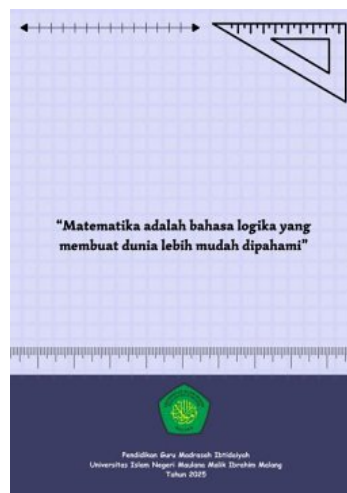 “Matematika adalah bahasa logika yang
membuat dunia lebih mudah dipahami”
Pendidikan Guru Madrasah Ibtidaiyah
Universitas Islam Negeri Maulana Malik Ibrahim Malang
Tahun 2025